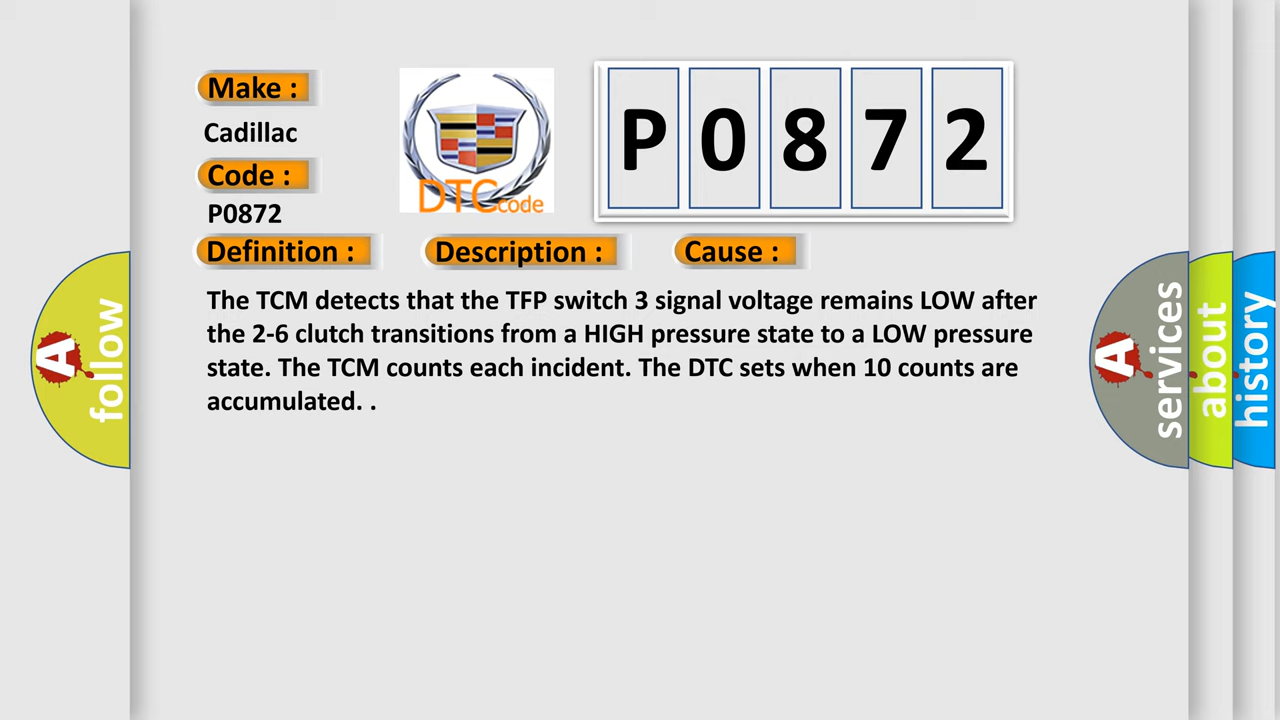 Make :
Cadillac
Code :
P0872
DTC code
P 0 8 7 2
Definition :
Description :
Cause :
The TCM detects that the TFP switch 3 signal voltage remains LOW after
the 2-6 clutch transitions from a HIGH pressure state to a LOW pressure
state. The TCM counts each incident. The DTC sets when 10 counts are
accumulated. .
A
follow
A
services
about
history